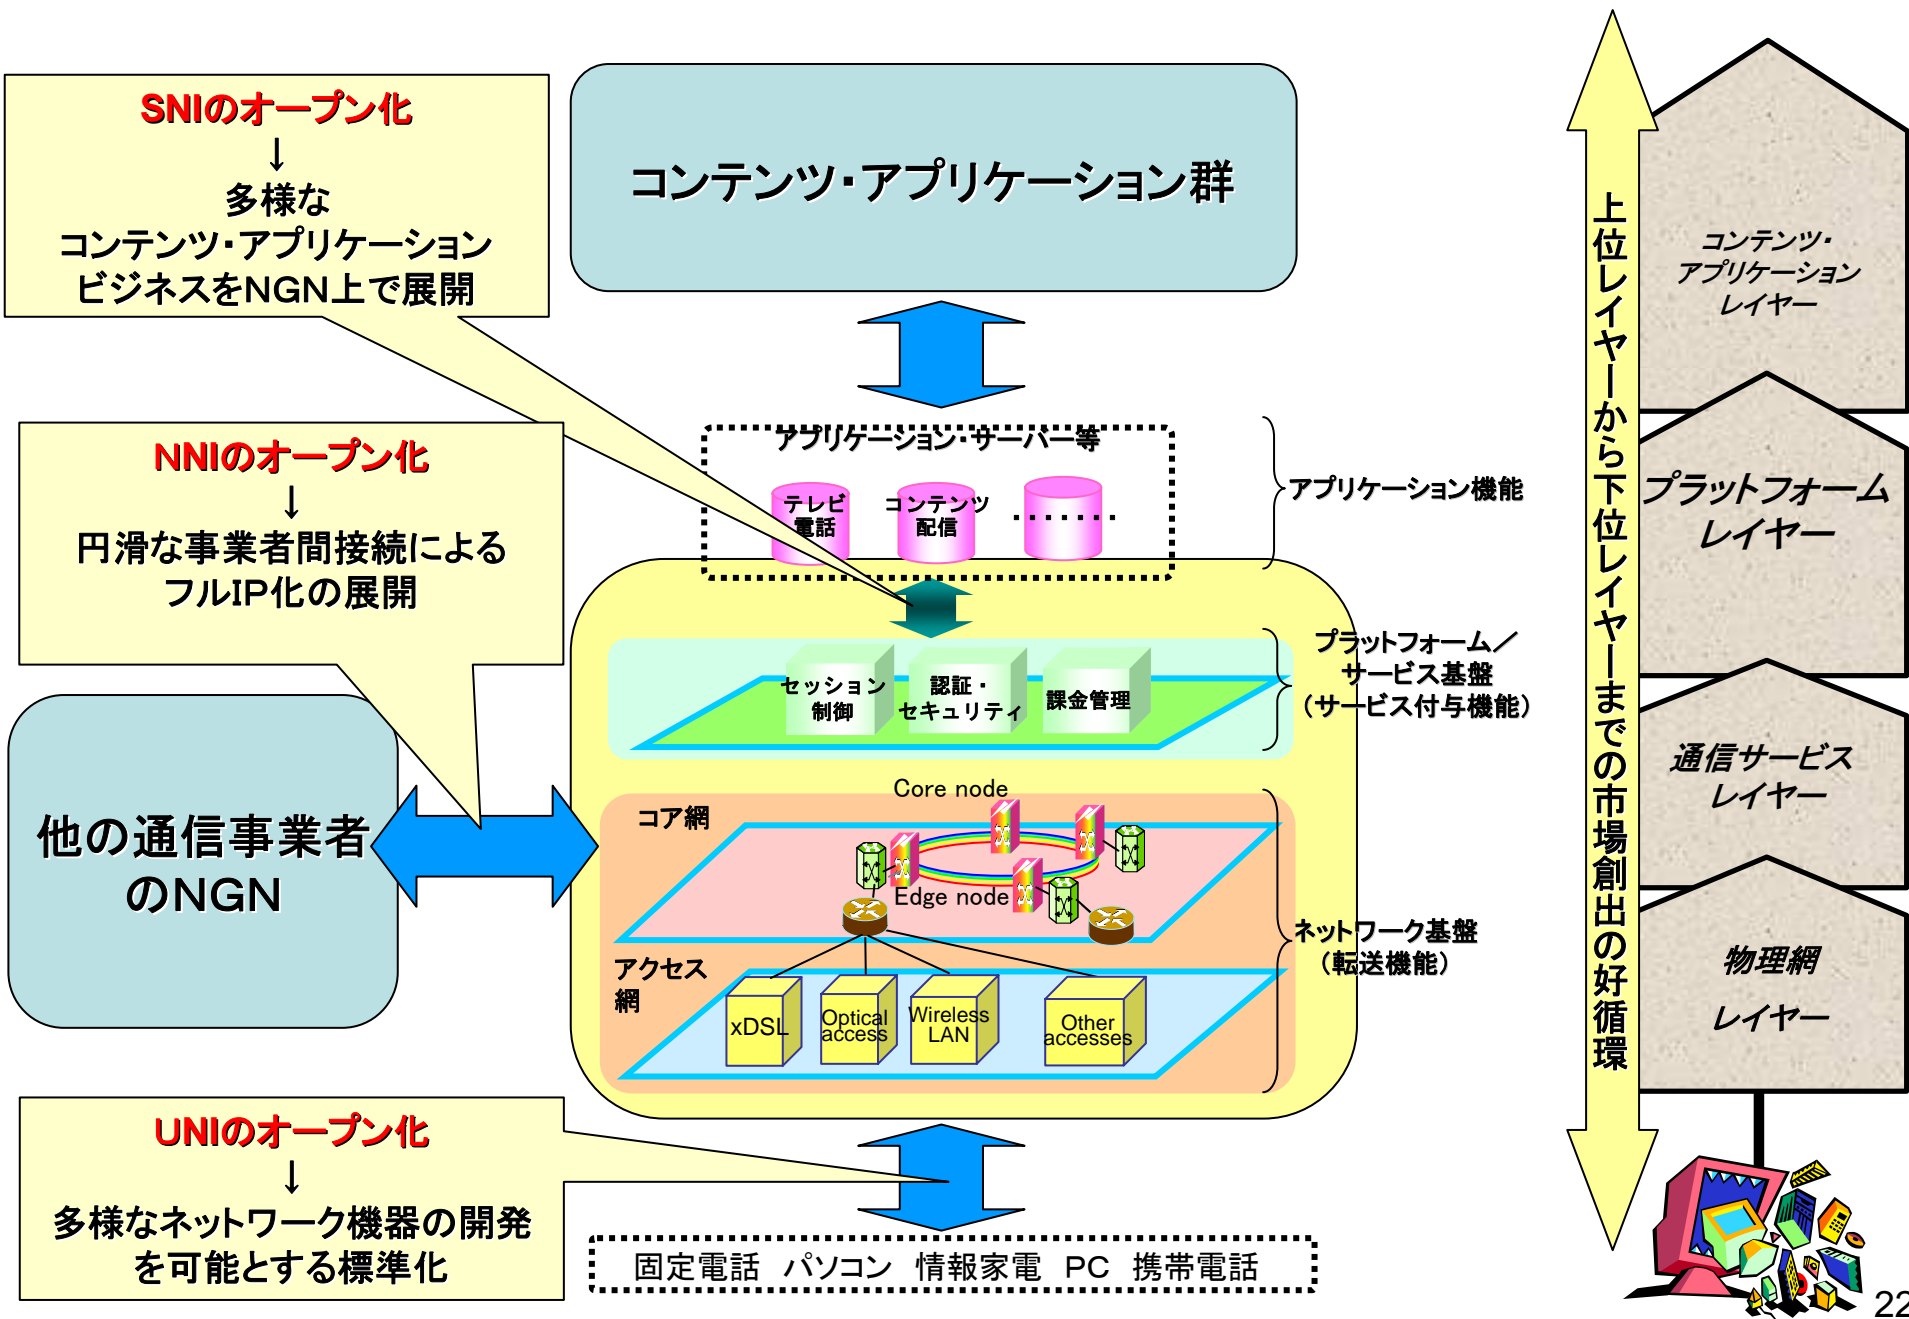 SNIのオープン化
↓
多様な
コンテンツ・アプリケーション
ビジネスをNGN上で展開
コンテンツ・アプリケーション群
NNIのオープン化
↓
円滑な事業者間接続による
フルIP化の展開
アプリケーション・サーバー等
テレビ
電話
コンテンツ
配信
・・・・・・・
アプリケーション機能
セッション
制御
認証・
セキュリティ
課金管理
プラットフォーム／
サービス基盤
（サービス付与機能）
他の通信事業者
のNGN
コア網
Core node
Edge node
アクセス
網
xDSL
Optical
access
Wireless
LAN
Other
accesses
ネットワーク基盤
（転送機能）
UNIのオープン化
↓
多様なネットワーク機器の開発
を可能とする標準化
固定電話　パソコン　情報家電　PC　携帯電話
上位レイヤーから下位レイヤーまでの市場創出の好循環
コンテンツ・
アプリケーション
レイヤー
プラットフォーム
レイヤー
通信サービス
レイヤー
物理網
レイヤー
22